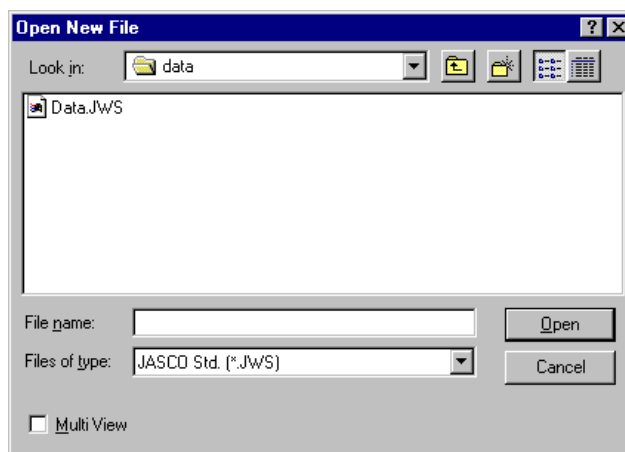 Open New File
Look in: data
Data.JWS
File name: Open
Files of type: JASCO Std. (*.JWS) Cancel
Multi View